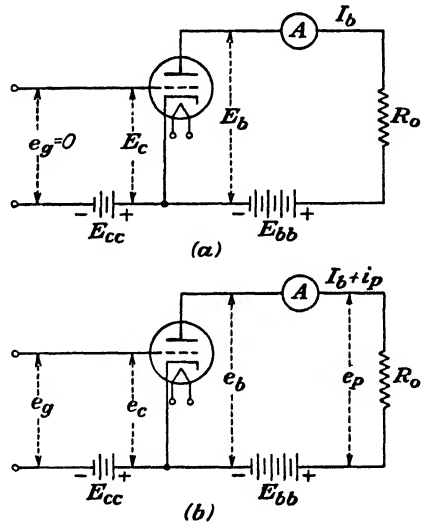 A I_b
e_g=0 E_c E_b R_o
- + - +
E_cc E_bb
(a)
A I_b+i_p
e_g e_c e_b e_p R_o
- + - +
E_cc E_bb
(b)